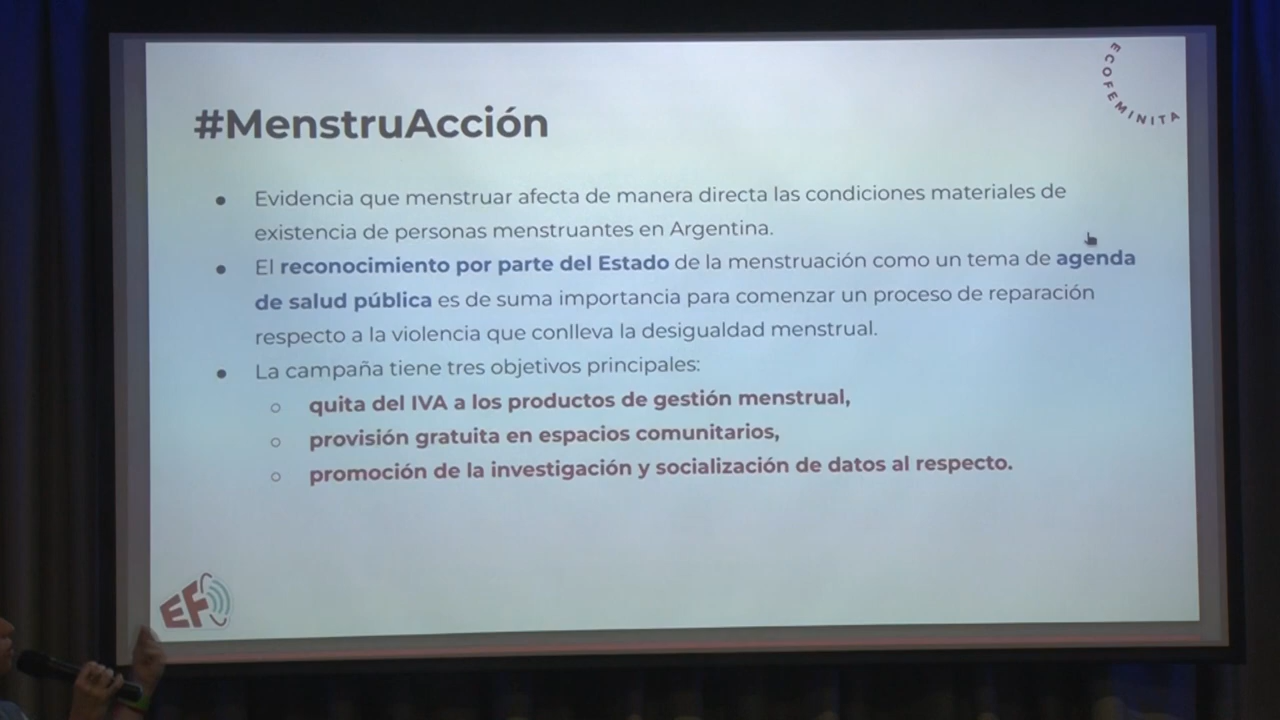 ECOFEMINITA
#MenstruAcción
● Evidencia que menstruar afecta de manera directa las condiciones materiales de
existencia de personas menstruantes en Argentina.
● El reconocimiento por parte del Estado de la menstruación como un tema de agenda
de salud pública es de suma importancia para comenzar un proceso de reparación
respecto a la violencia que conlleva la desigualdad menstrual.
● La campaña tiene tres objetivos principales:
○ quita del IVA a los productos de gestión menstrual,
○ provisión gratuita en espacios comunitarios,
○ promoción de la investigación y socialización de datos al respecto.
EF